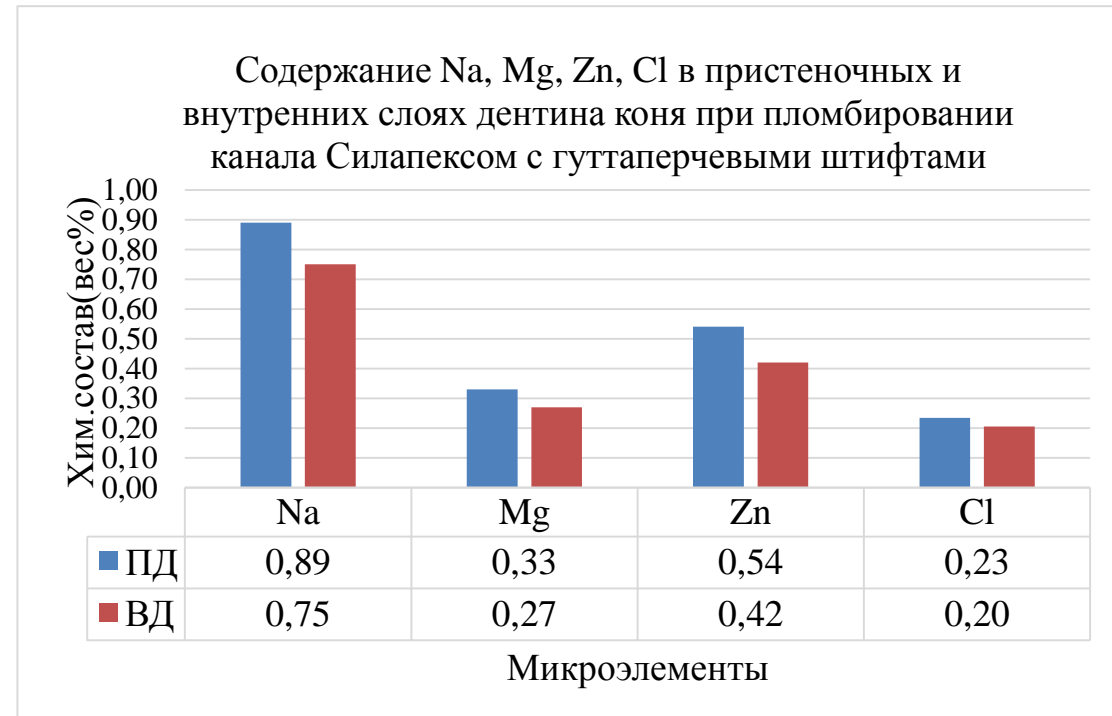 Содержание Na, Mg, Zn, Cl в пристеночных и
внутренних слоях дентина коня при пломбировании
канала Силапексом с гуттаперчевыми штифтами
Хим.состав(вес%)
1,00
0,90
0,80
0,70
0,60
0,50
0,40
0,30
0,20
0,10
0,00
Na Mg Zn Cl
ПД 0,89 0,33 0,54 0,23
ВД 0,75 0,27 0,42 0,20
Микроэлементы